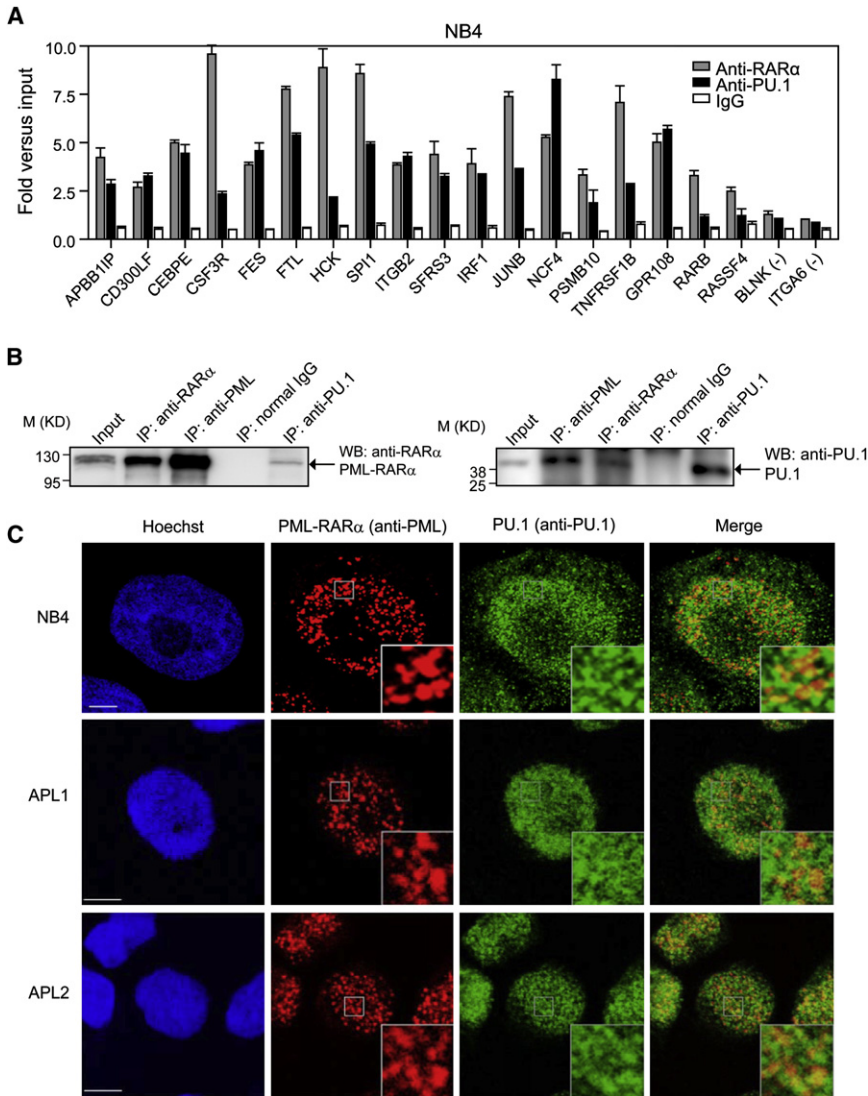 A
NB4
Fold versus input
10.0
7.5
5.0
2.5
0.0
Anti-RARα
Anti-PU.1
IgG
APBB1IP
CD300LF
CEBPE
CSF3R
FES
FTL
HCK
SPI1
ITGB2
SFRS3
IRF1
JUNB
NCF4
PSMB10
TNFRSF1B
GPR108
RARB
RASSF4
BLNK (-)
ITGA6 (-)
B
M (KD)
Input
IP: anti-RARα
IP: anti-PML
IP: normal IgG
IP: anti-PU.1
130
95
WB: anti-RARα
PML-RARα
M (KD)
Input
IP: anti-PML
IP: anti-RARα
IP: normal IgG
IP: anti-PU.1
38
25
WB: anti-PU.1
PU.1
C
Hoechst
PML-RARα (anti-PML)
PU.1 (anti-PU.1)
Merge
NB4
APL1
APL2